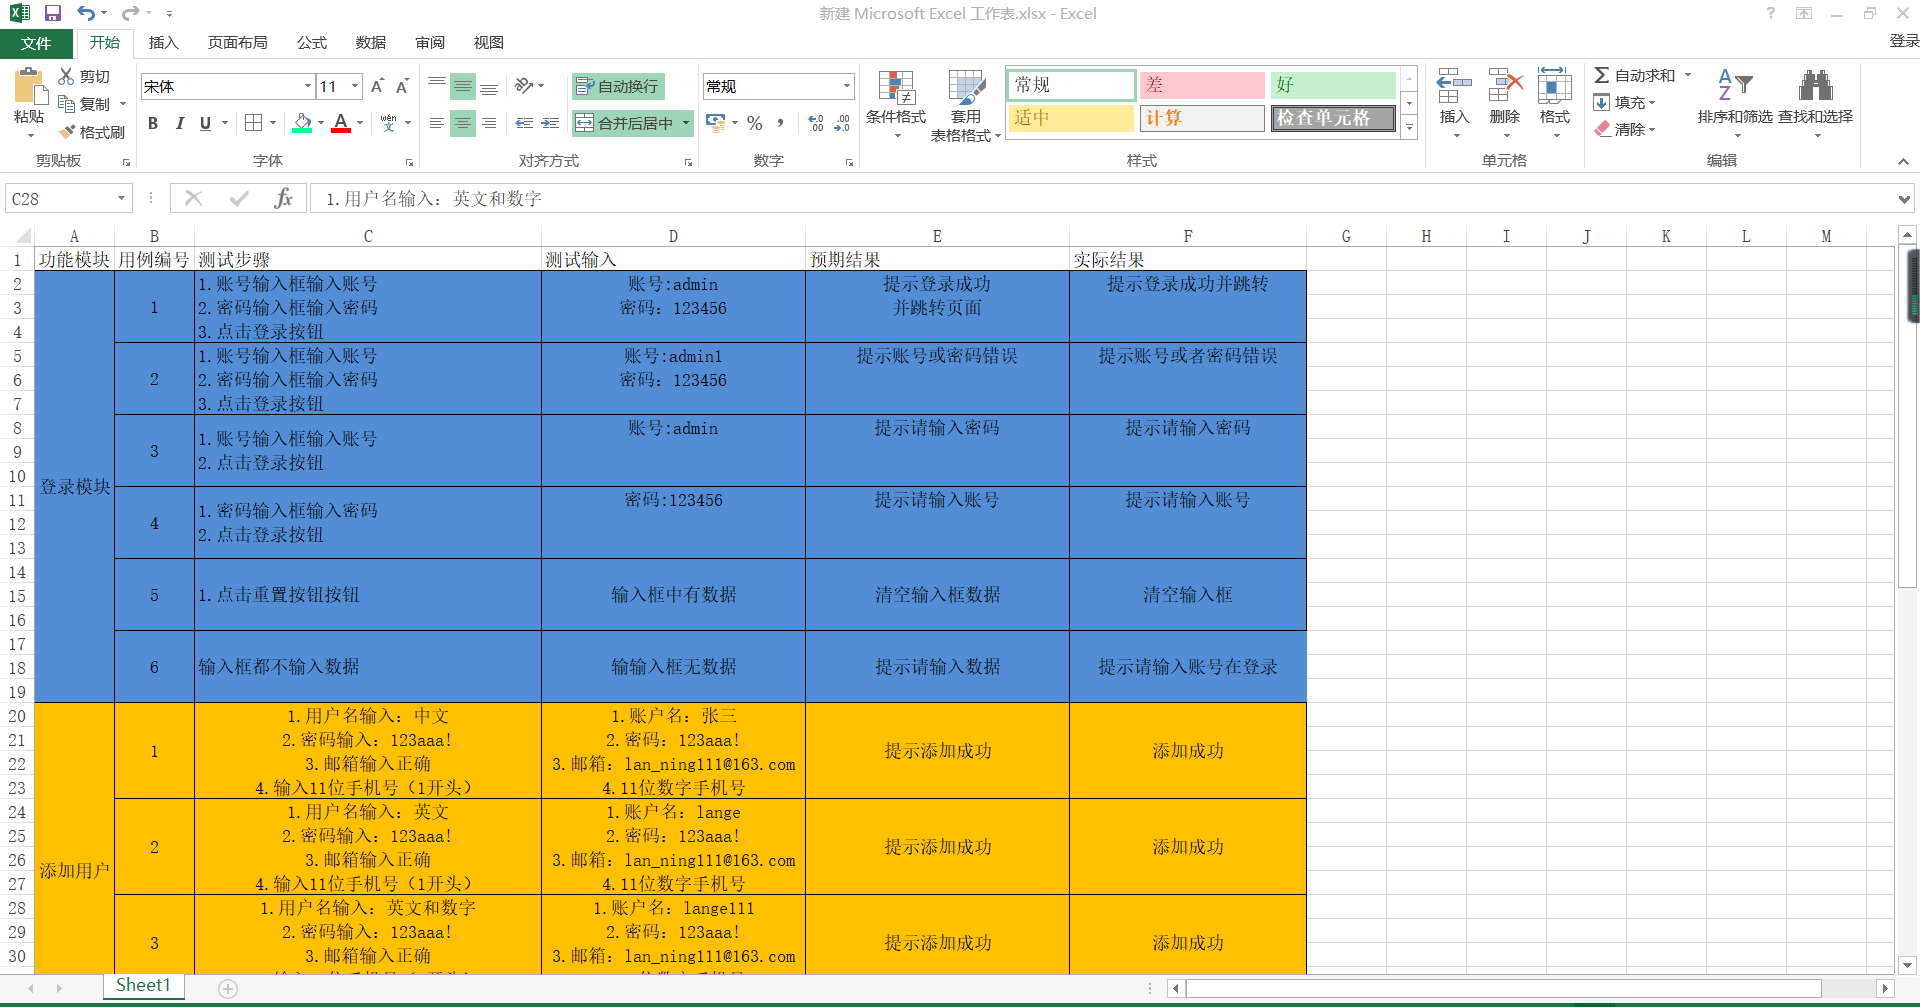 新建 Microsoft Excel 工作表.xlsx - Excel
文件 开始 插入 页面布局 公式 数据 审阅 视图 登录
粘贴 剪切 复制 格式刷 剪贴板
宋体 11
B I U wén 文
字体
自动换行
合并后居中
对齐方式
常规
% , .00
数字
条件格式 套用 表格格式
常规 差 好
适中 计算 检查单元格
样式
插入 删除 格式
单元格
自动求和
填充
清除
排序和筛选 查找和选择
编辑
C28 fx 1.用户名输入：英文和数字
A B C D E F G H I J K L M
1 功能模块 用例编号 测试步骤 测试输入 预期结果 实际结果
2 1.账号输入框输入账号 账号:admin 提示登录成功 提示登录成功并跳转
3 1 2.密码输入框输入密码 密码：123456 并跳转页面
4 3.点击登录按钮
5 1.账号输入框输入账号 账号:admin1 提示账号或密码错误 提示账号或者密码错误
6 2 2.密码输入框输入密码 密码：123456
7 3.点击登录按钮
8 账号:admin 提示请输入密码 提示请输入密码
1.账号输入框输入账号
9 3
10 2.点击登录按钮
登录模块
11 密码:123456 提示请输入账号 提示请输入账号
1.密码输入框输入密码
12 4
13 2.点击登录按钮
14
15 5 1.点击重置按钮按钮 输入框中有数据 清空输入框数据 清空输入框
16
17
18 6 输入框都不输入数据 输输入框无数据 提示请输入数据 提示请输入账号在登录
19
20 1.用户名输入：中文 1.账户名：张三
21 1 2.密码输入：123aaa! 2.密码：123aaa! 提示添加成功 添加成功
22 3.邮箱输入正确 3.邮箱：lan_ning111@163.com
23 4.输入11位手机号（1开头） 4.11位数字手机号
24 1.用户名输入：英文 1.账户名：lange
25 2 2.密码输入：123aaa! 2.密码：123aaa! 提示添加成功 添加成功
26 3.邮箱输入正确 3.邮箱：lan_ning111@163.com
添加用户
27 4.输入11位手机号（1开头） 4.11位数字手机号
28 1.用户名输入：英文和数字 1.账户名：lange111
29 3 2.密码输入：123aaa! 2.密码：123aaa! 提示添加成功 添加成功
30 3.邮箱输入正确 3.邮箱：lan_ning111@163.com
Sheet1